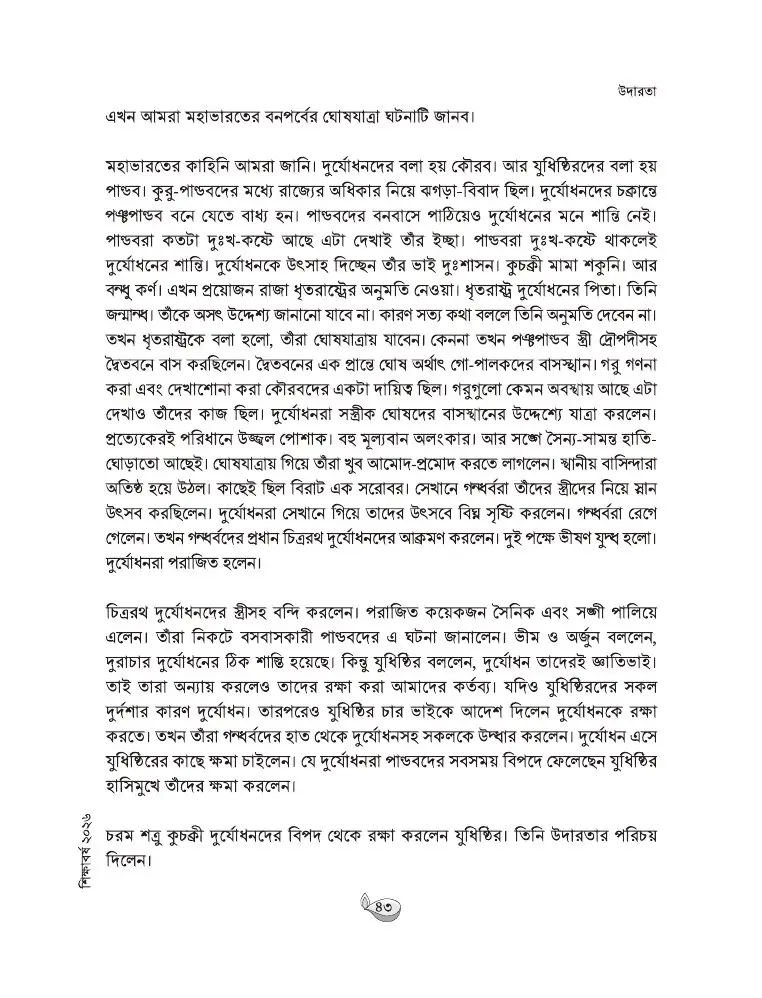 উদারতা
এখন আমরা মহাভারতের বনপর্বের ঘোষযাত্রা ঘটনাটি জানব।
মহাভারতের কাহিনি আমরা জানি। দুর্যোধনদের বলা হয় কৌরব। আর যুধিষ্ঠিরদের বলা হয়
পান্ডব। কুরু-পান্ডবদের মধ্যে রাজ্যের অধিকার নিয়ে ঝগড়া-বিবাদ ছিল। দুর্যোধনদের চক্রান্তে
পঞ্চপান্ডব বনে যেতে বাধ্য হন। পান্ডবদের বনবাসে পাঠিয়েও দুর্যোধনের মনে শান্তি নেই।
পান্ডবরা কতটা দুঃখ-কষ্টে আছে এটা দেখাই তাঁর ইচ্ছা। পান্ডবরা দুঃখ-কষ্টে থাকলেই
দুর্যোধনের শান্তি। দুর্যোধনকে উৎসাহ দিচ্ছেন তাঁর ভাই দুঃশাসন। কুচক্রী মামা শকুনি। আর
বন্ধু কর্ণ। এখন প্রয়োজন রাজা ধৃতরাষ্ট্রের অনুমতি নেওয়া। ধৃতরাষ্ট্র দুর্যোধনের পিতা। তিনি
জন্মান্ধ। তাঁকে অসৎ উদ্দেশ্য জানানো যাবে না। কারণ সত্য কথা বললে তিনি অনুমতি দেবেন না।
তখন ধৃতরাষ্ট্রকে বলা হলো, তাঁরা ঘোষযাত্রায় যাবেন। কেননা তখন পঞ্চপান্ডব স্ত্রী দ্রৌপদীসহ
দ্বৈতবনে বাস করছিলেন। দ্বৈতবনের এক প্রান্তে ঘোষ অর্থাৎ গো-পালকদের বাসস্থান। গরু গণনা
করা এবং দেখাশোনা করা কৌরবদের একটা দায়িত্ব ছিল। গরুগুলো কেমন অবস্থায় আছে এটা
দেখাও তাঁদের কাজ ছিল। দুর্যোধনরা সস্ত্রীক ঘোষদের বাসস্থানের উদ্দেশ্যে যাত্রা করলেন।
প্রত্যেকেরই পরিধানে উজ্জ্বল পোশাক। বহু মূল্যবান অলংকার। আর সঙ্গে সৈন্য-সামন্ত হাতি-
ঘোড়াতো আছেই। ঘোষযাত্রায় গিয়ে তাঁরা খুব আমোদ-প্রমোদ করতে লাগলেন। স্থানীয় বাসিন্দারা
অতিষ্ঠ হয়ে উঠল। কাছেই ছিল বিরাট এক সরোবর। সেখানে গন্ধর্বরা তাঁদের স্ত্রীদের নিয়ে স্নান
উৎসব করছিলেন। দুর্যোধনরা সেখানে গিয়ে তাদের উৎসবে বিঘ্ন সৃষ্টি করলেন। গন্ধর্বরা রেগে
গেলেন। তখন গন্ধর্বদের প্রধান চিত্ররথ দুর্যোধনদের আক্রমণ করলেন। দুই পক্ষে ভীষণ যুদ্ধ হলো।
দুর্যোধনরা পরাজিত হলেন।
চিত্ররথ দুর্যোধনদের স্ত্রীসহ বন্দি করলেন। পরাজিত কয়েকজন সৈনিক এবং সঙ্গী পালিয়ে
এলেন। তাঁরা নিকটে বসবাসকারী পান্ডবদের এ ঘটনা জানালেন। ভীম ও অর্জুন বললেন,
দুরাচার দুর্যোধনের ঠিক শাস্তি হয়েছে। কিন্তু যুধিষ্ঠির বললেন, দুর্যোধন তাদেরই জ্ঞাতিভাই।
তাই তারা অন্যায় করলেও তাদের রক্ষা করা আমাদের কর্তব্য। যদিও যুধিষ্ঠিরদের সকল
দুর্দশার কারণ দুর্যোধন। তারপরেও যুধিষ্ঠির চার ভাইকে আদেশ দিলেন দুর্যোধনকে রক্ষা
করতে। তখন তাঁরা গন্ধর্বদের হাত থেকে দুর্যোধনসহ সকলকে উদ্ধার করলেন। দুর্যোধন এসে
যুধিষ্ঠিরের কাছে ক্ষমা চাইলেন। যে দুর্যোধনরা পান্ডবদের সবসময় বিপদে ফেলেছেন যুধিষ্ঠির
হাসিমুখে তাঁদের ক্ষমা করলেন।
চরম শত্রু কুচক্রী দুর্যোধনদের বিপদ থেকে রক্ষা করলেন যুধিষ্ঠির। তিনি উদারতার পরিচয়
দিলেন।
শিক্ষাবর্ষ ২০২৬
৪৩